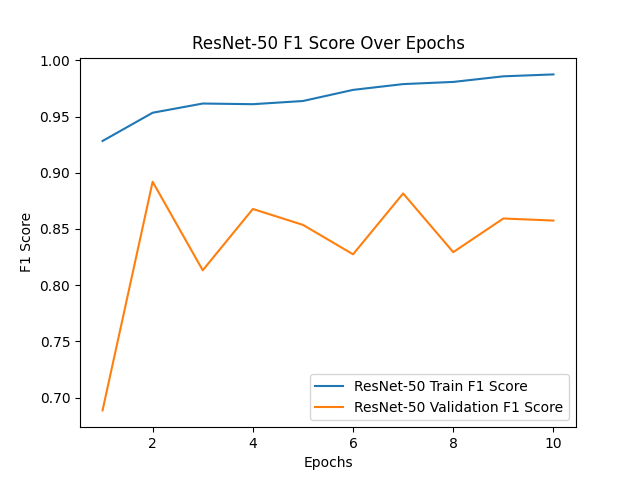 ResNet-50 F1 Score Over Epochs
1.00
0.95
0.90
0.85
0.80
0.75
0.70
F1 Score
2 4 6 8 10
Epochs
ResNet-50 Train F1 Score
ResNet-50 Validation F1 Score